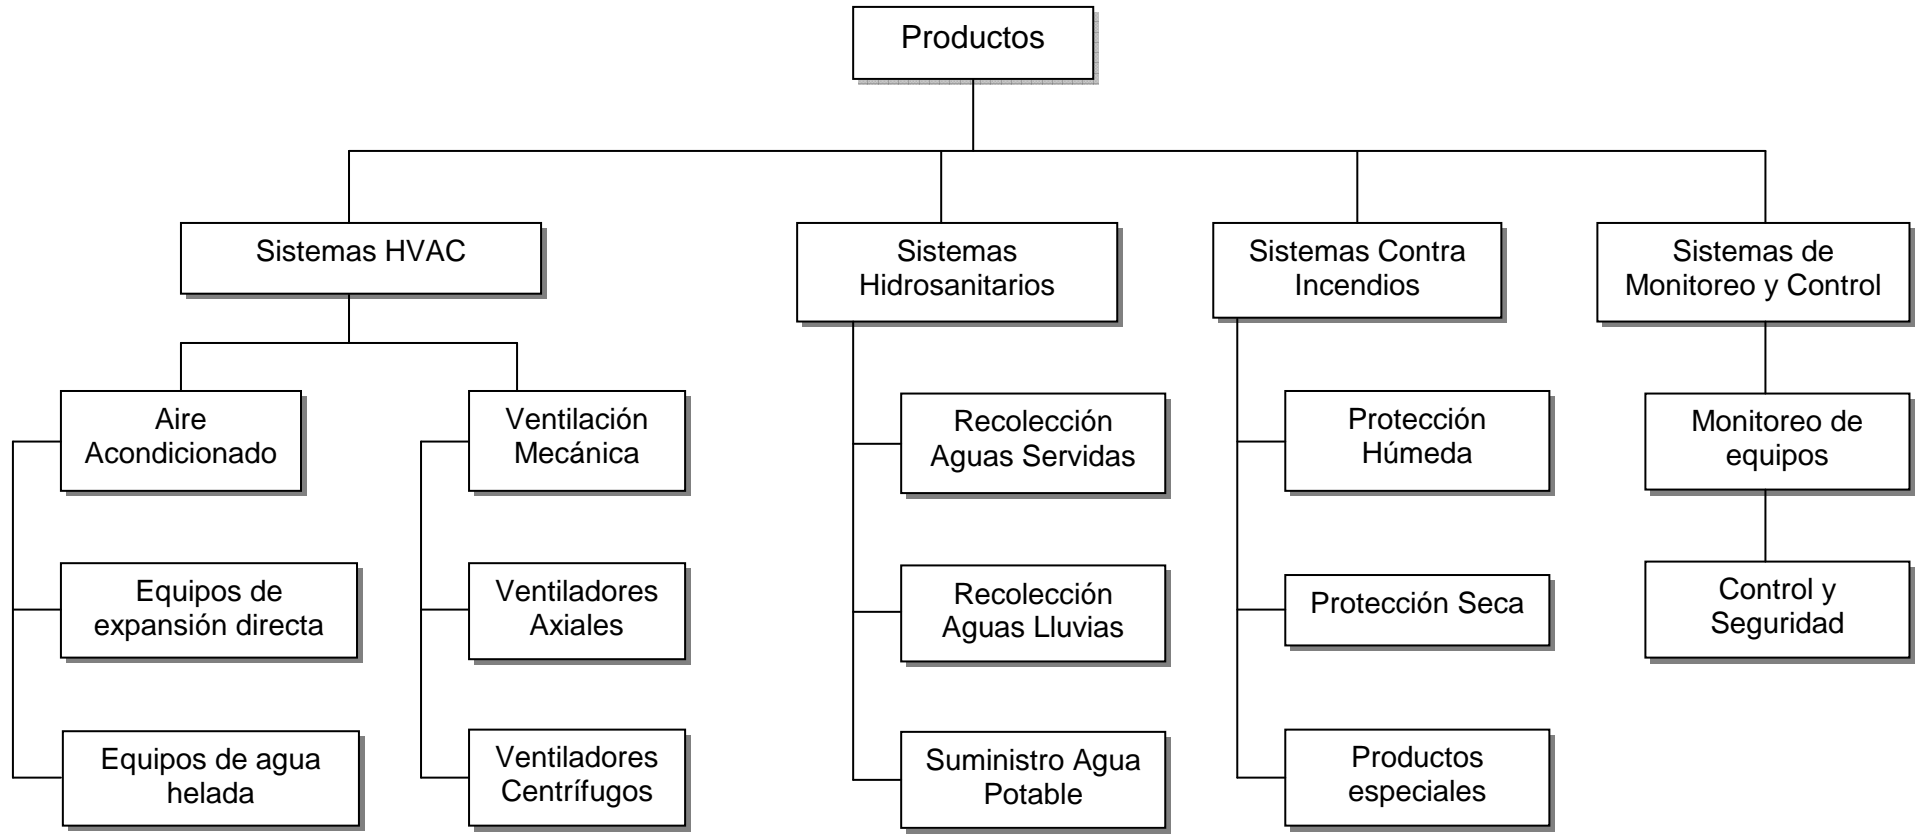 Productos
Sistemas HVAC
Sistemas
Hidrosanitarios
Sistemas Contra
Incendios
Sistemas de
Monitoreo y Control
Aire
Acondicionado
Ventilación
Mecánica
Recolección
Aguas Servidas
Protección
Húmeda
Monitoreo de
equipos
Equipos de
expansión directa
Ventiladores
Axiales
Recolección
Aguas Lluvias
Protección Seca
Control y
Seguridad
Equipos de agua
helada
Ventiladores
Centrífugos
Suministro Agua
Potable
Productos
especiales